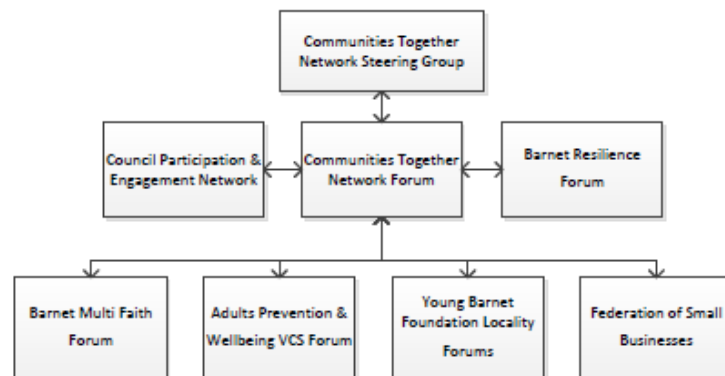 Communities Together
Network Steering Group
Council Participation &
Engagement Network
Communities Together
Network Forum
Barnet Resilience
Forum
Barnet Multi Faith
Forum
Adults Prevention &
Wellbeing VCS Forum
Young Barnet
Foundation Locality
Forums
Federation of Small
Businesses